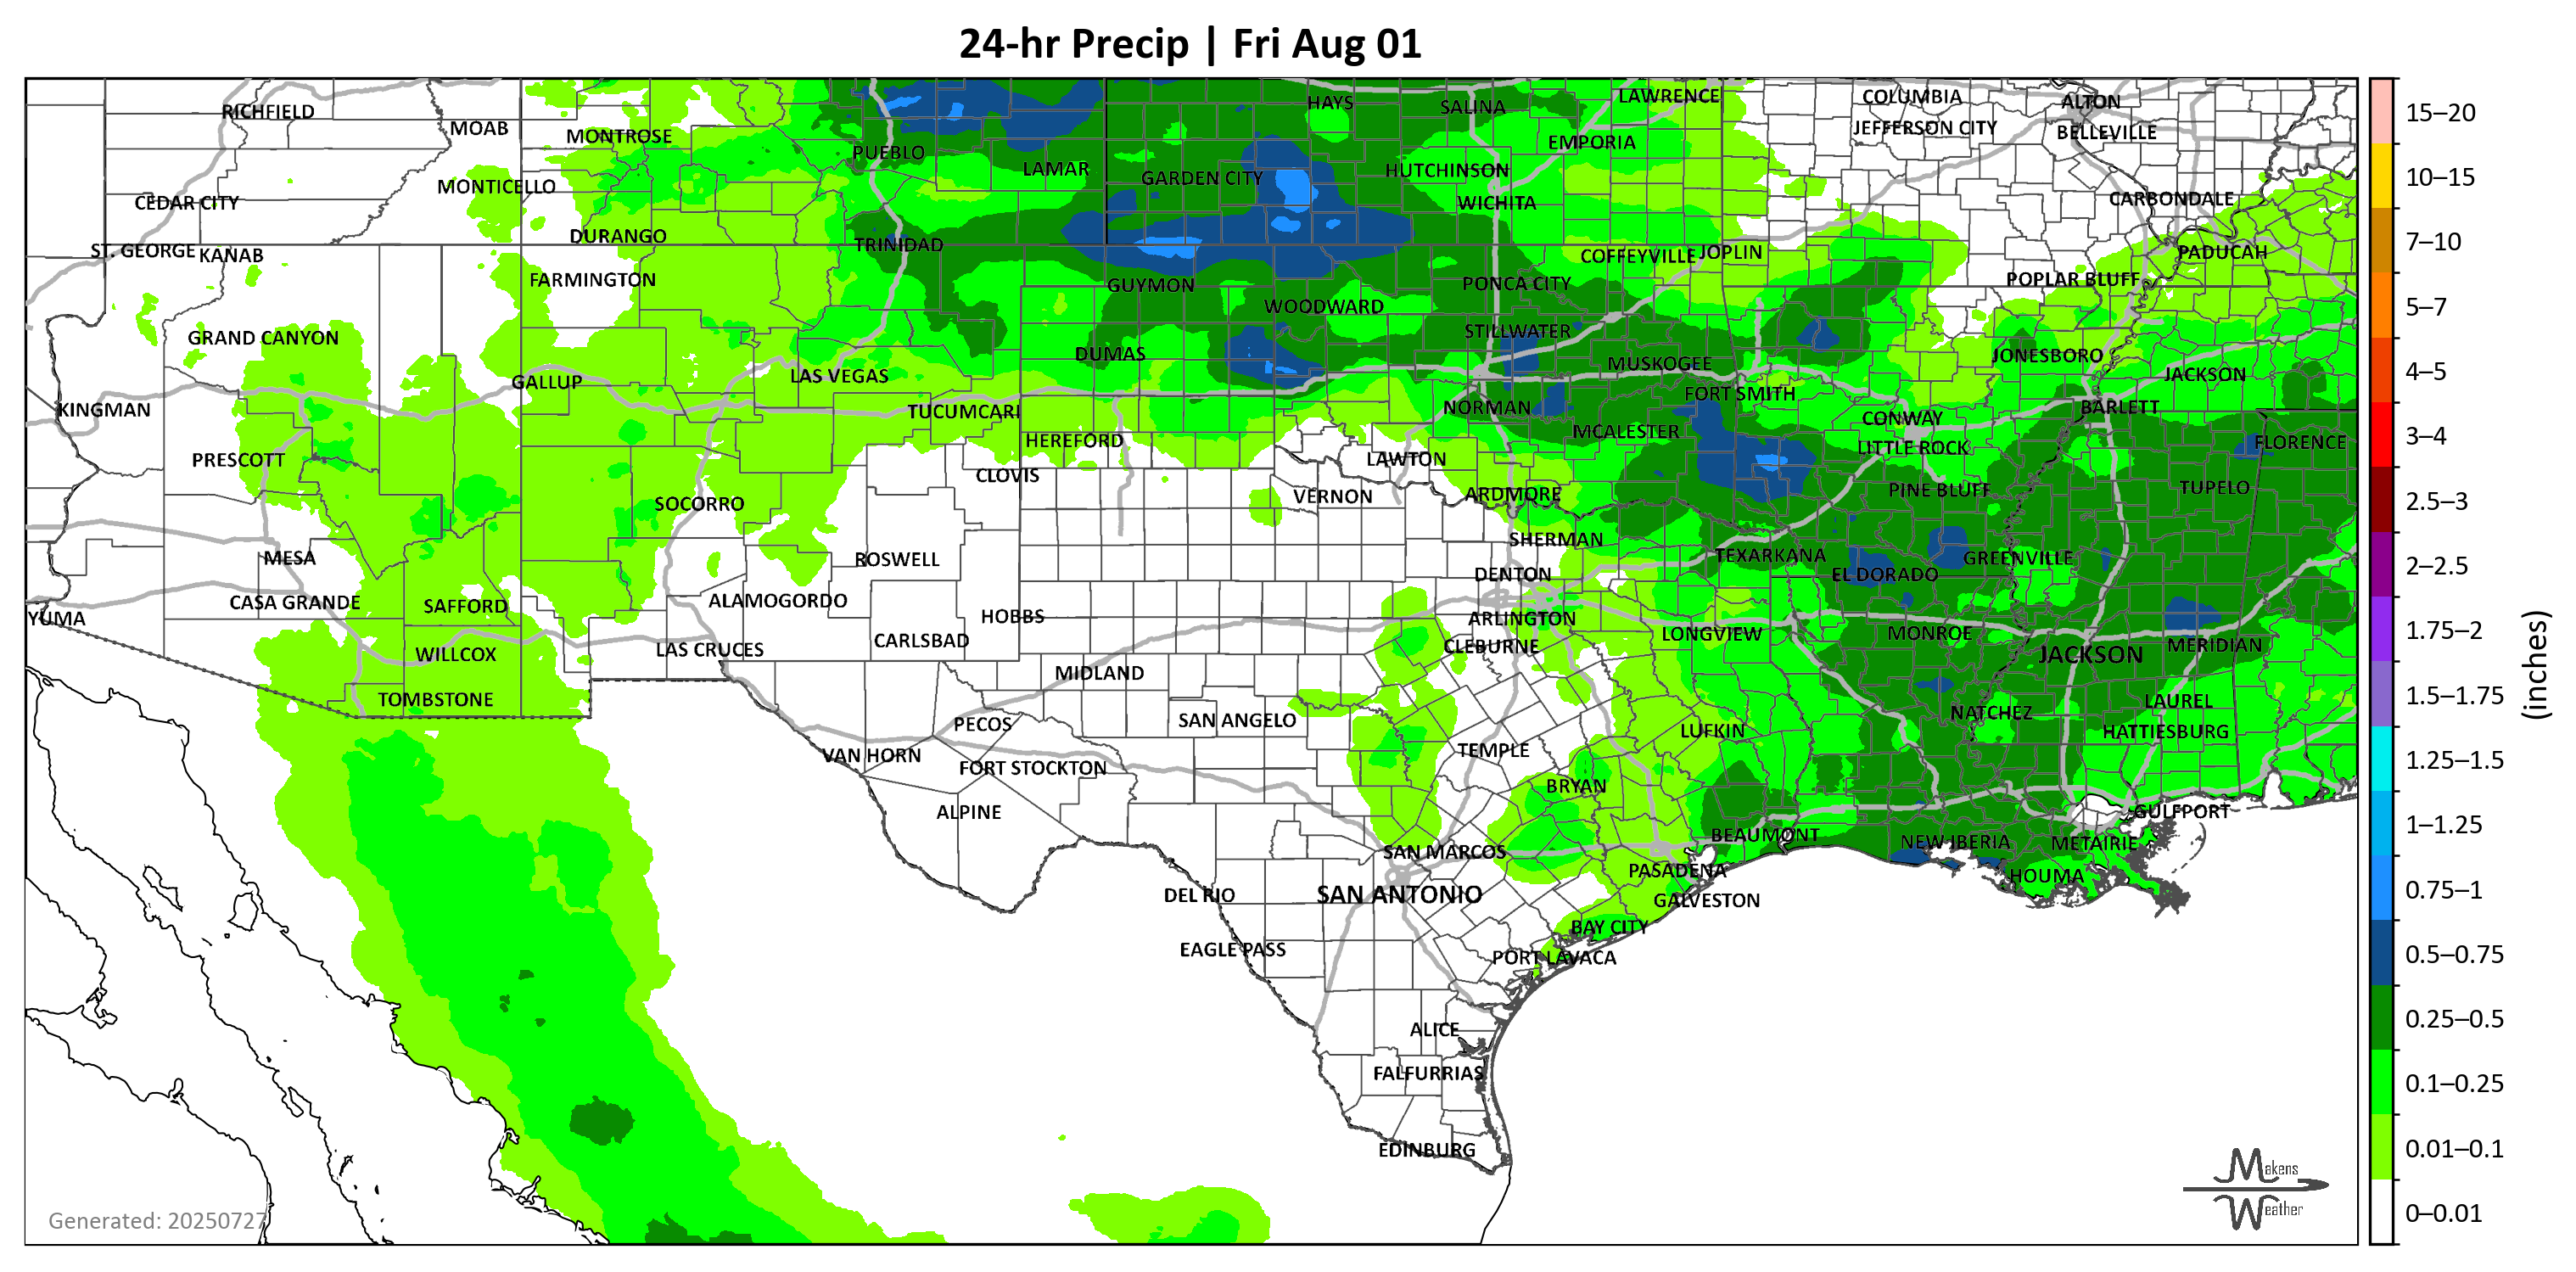 24-hr Precip | Fri Aug 01
RICHFIELD
MOAB
MONTROSE
PUEBLO
LAMAR
HAYS
SALINA
LAWRENCE
COLUMBIA
ALTON
JEFFERSON CITY
BELLEVILLE
EMPORIA
HUTCHINSON
GARDEN CITY
MONTICELLO
CEDAR CITY
WICHITA
CARBONDALE
DURANGO
TRINIDAD
ST. GEORGE
KANAB
COFFEYVILLE
JOPLIN
PADUCAH
FARMINGTON
GUYMON
PONCA CITY
POPLAR BLUFF
WOODWARD
GRAND CANYON
STILLWATER
DUMAS
MUSKOGEE
JONESBORO
GALLUP
LAS VEGAS
FORT SMITH
JACKSON
KINGMAN
TUCUMCARI
NORMAN
BARLETT
CONWAY
HEREFORD
MCALESTER
LITTLE ROCK
FLORENCE
PRESCOTT
CLOVIS
LAWTON
SOCORRO
VERNON
ARDMORE
PINE BLUFF
TUPELO
MESA
ROSWELL
SHERMAN
TEXARKANA
GREENVILLE
DENTON
EL DORADO
CASA GRANDE
SAFFORD
ALAMOGORDO
YUMA
HOBBS
ARLINGTON
WILLCOX
LAS CRUCES
CARLSBAD
CLEBURNE
LONGVIEW
MONROE
JACKSON
MERIDIAN
MIDLAND
TOMBSTONE
PECOS
SAN ANGELO
NATCHEZ
LAUREL
VAN HORN
TEMPLE
LUFKIN
HATTIESBURG
FORT STOCKTON
BRYAN
ALPINE
GULFPORT
BEAUMONT
NEW IBERIA
METAIRIE
SAN MARCOS
PASADENA
HOUMA
DEL RIO
SAN ANTONIO
GALVESTON
BAY CITY
EAGLE PASS
PORT LAVACA
ALICE
FALFURRIAS
EDINBURG
Generated: 20250727
Makens
Weather
15–20
10–15
7–10
5–7
4–5
3–4
2.5–3
2–2.5
1.75–2
1.5–1.75
1.25–1.5
1–1.25
0.75–1
0.5–0.75
0.25–0.5
0.1–0.25
0.01–0.1
0–0.01
(inches)